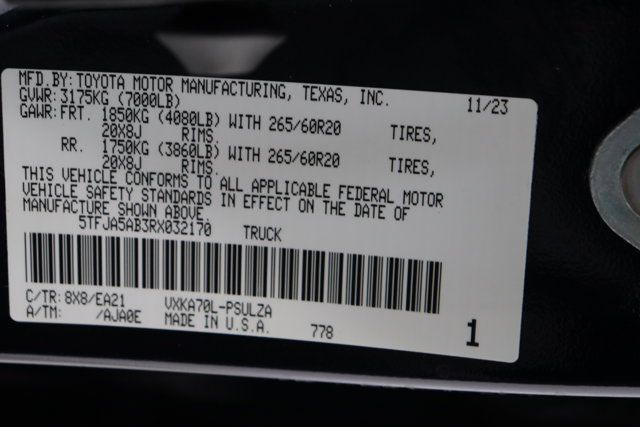 MFD.BY: TOYOTA MOTOR MANUFACTURING, TEXAS, INC. 11/23
GVWR: 3175KG (7000LB)
GAWR: FRT. 1850KG (4080LB) WITH 265/60R20 TIRES,
20X8J RIMS.
RR. 1750KG (3860LB) WITH 265/60R20 TIRES,
20X8J RIMS.
THIS VEHICLE CONFORMS TO ALL APPLICABLE FEDERAL MOTOR
VEHICLE SAFETY STANDARDS IN EFFECT ON THE DATE OF
MANUFACTURE SHOWN ABOVE.
5TFJA5AB3RX032170 TRUCK
C/TR: 8X8/EA21 VXKA70L-PSULZA
A/TM: /AJA0E MADE IN U.S.A. 778 1